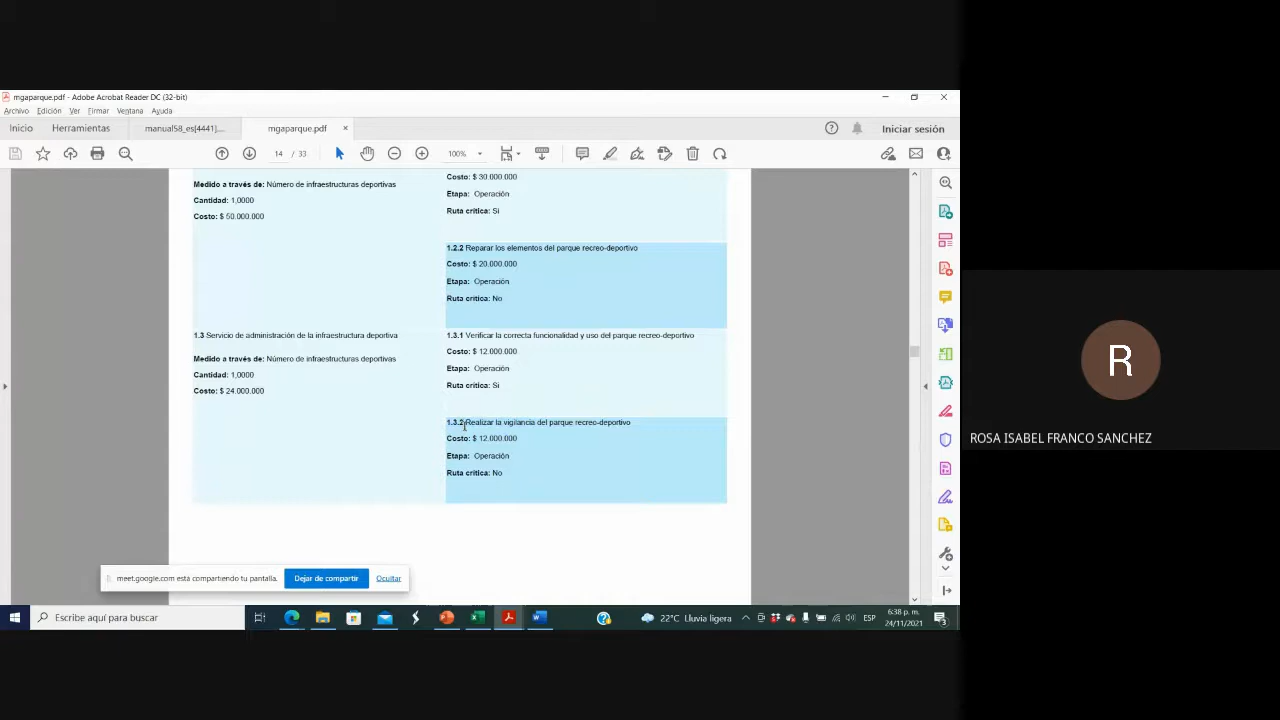 mgaparque.pdf - Adobe Acrobat Reader DC (32-bit)
Archivo Edición Ver Firmar Ventana Ayuda
Inicio Herramientas manual58_es[4441].... mgaparque.pdf × Iniciar sesión
14 / 33 100%
Costo: $ 30.000.000
Medido a través de: Número de infraestructuras deportivas
Etapa: Operación
Cantidad: 1,0000
Ruta crítica: Si
Costo: $ 50.000.000
1.2.2 Reparar los elementos del parque recreo-deportivo
Costo: $ 20.000.000
Etapa: Operación
Ruta crítica: No
1.3 Servicio de administración de la infraestructura deportiva
1.3.1 Verificar la correcta funcionalidad y uso del parque recreo-deportivo
Costo: $ 12.000.000
Medido a través de: Número de infraestructuras deportivas
Etapa: Operación
Cantidad: 1,0000
Ruta crítica: Si
Costo: $ 24.000.000
1.3.2 Realizar la vigilancia del parque recreo-deportivo
Costo: $ 12.000.000
Etapa: Operación
Ruta crítica: No
R
ROSA ISABEL FRANCO SANCHEZ
meet.google.com está compartiendo tu pantalla. Dejar de compartir Ocultar
Escribe aquí para buscar
22°C Lluvia ligera ESP
6:38 p. m.
24/11/2021
3